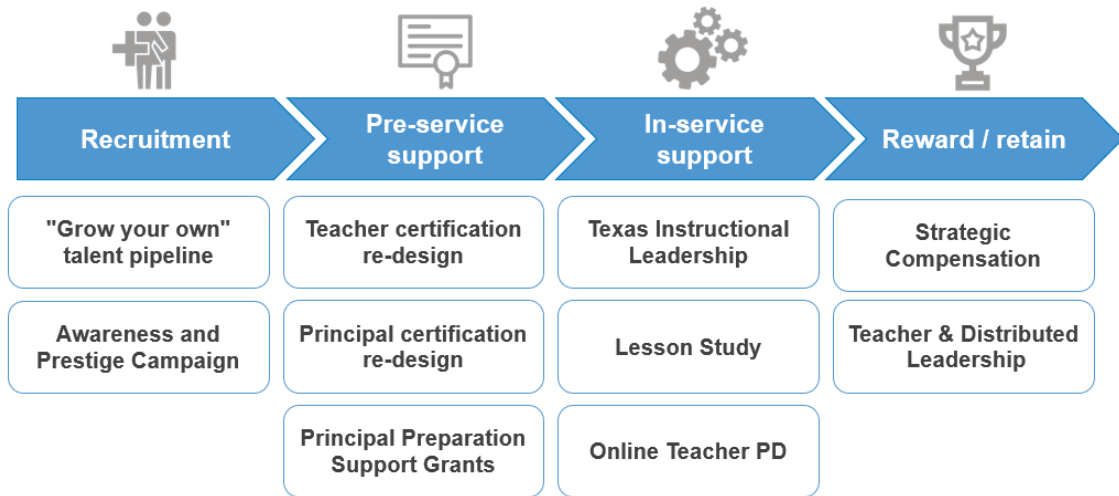 Recruitment
Pre-service
support
In-service
support
Reward / retain
"Grow your own"
talent pipeline
Teacher certification
re-design
Texas Instructional
Leadership
Strategic
Compensation
Awareness and
Prestige Campaign
Principal certification
re-design
Lesson Study
Teacher & Distributed
Leadership
Principal Preparation
Support Grants
Online Teacher PD